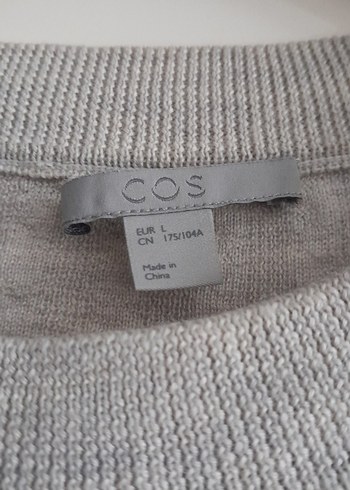 COS
EUR L
CN 175/104A
Made in
China